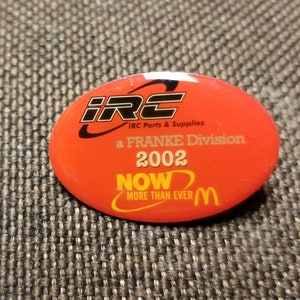 iRC
IRC Parts & Supplies
a FRANKE Division
2002
NOW
MORE THAN EVER M